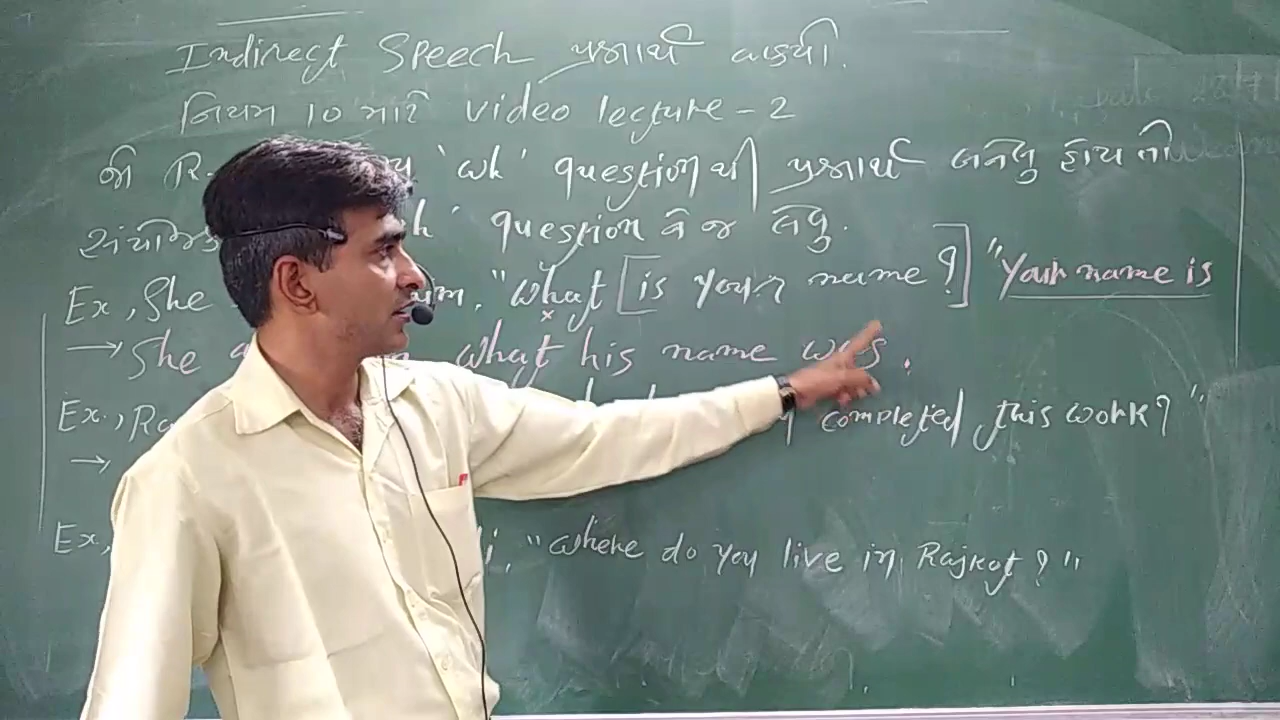 Indirect Speech પ્રશ્નાર્થ વાક્યો.
નિયમ 10 માટે video lecture - 2
જો 'wh' question થી પ્રશ્નાર્થ બનેલુ હોય તો
સંયોજક question ને જ લેવુ.
Ex., She "what [is your name ?] "Your name is
→ She what his name was.
Ex., completed this work?"
→
Ex., "Where do you live in Rajkot ?"